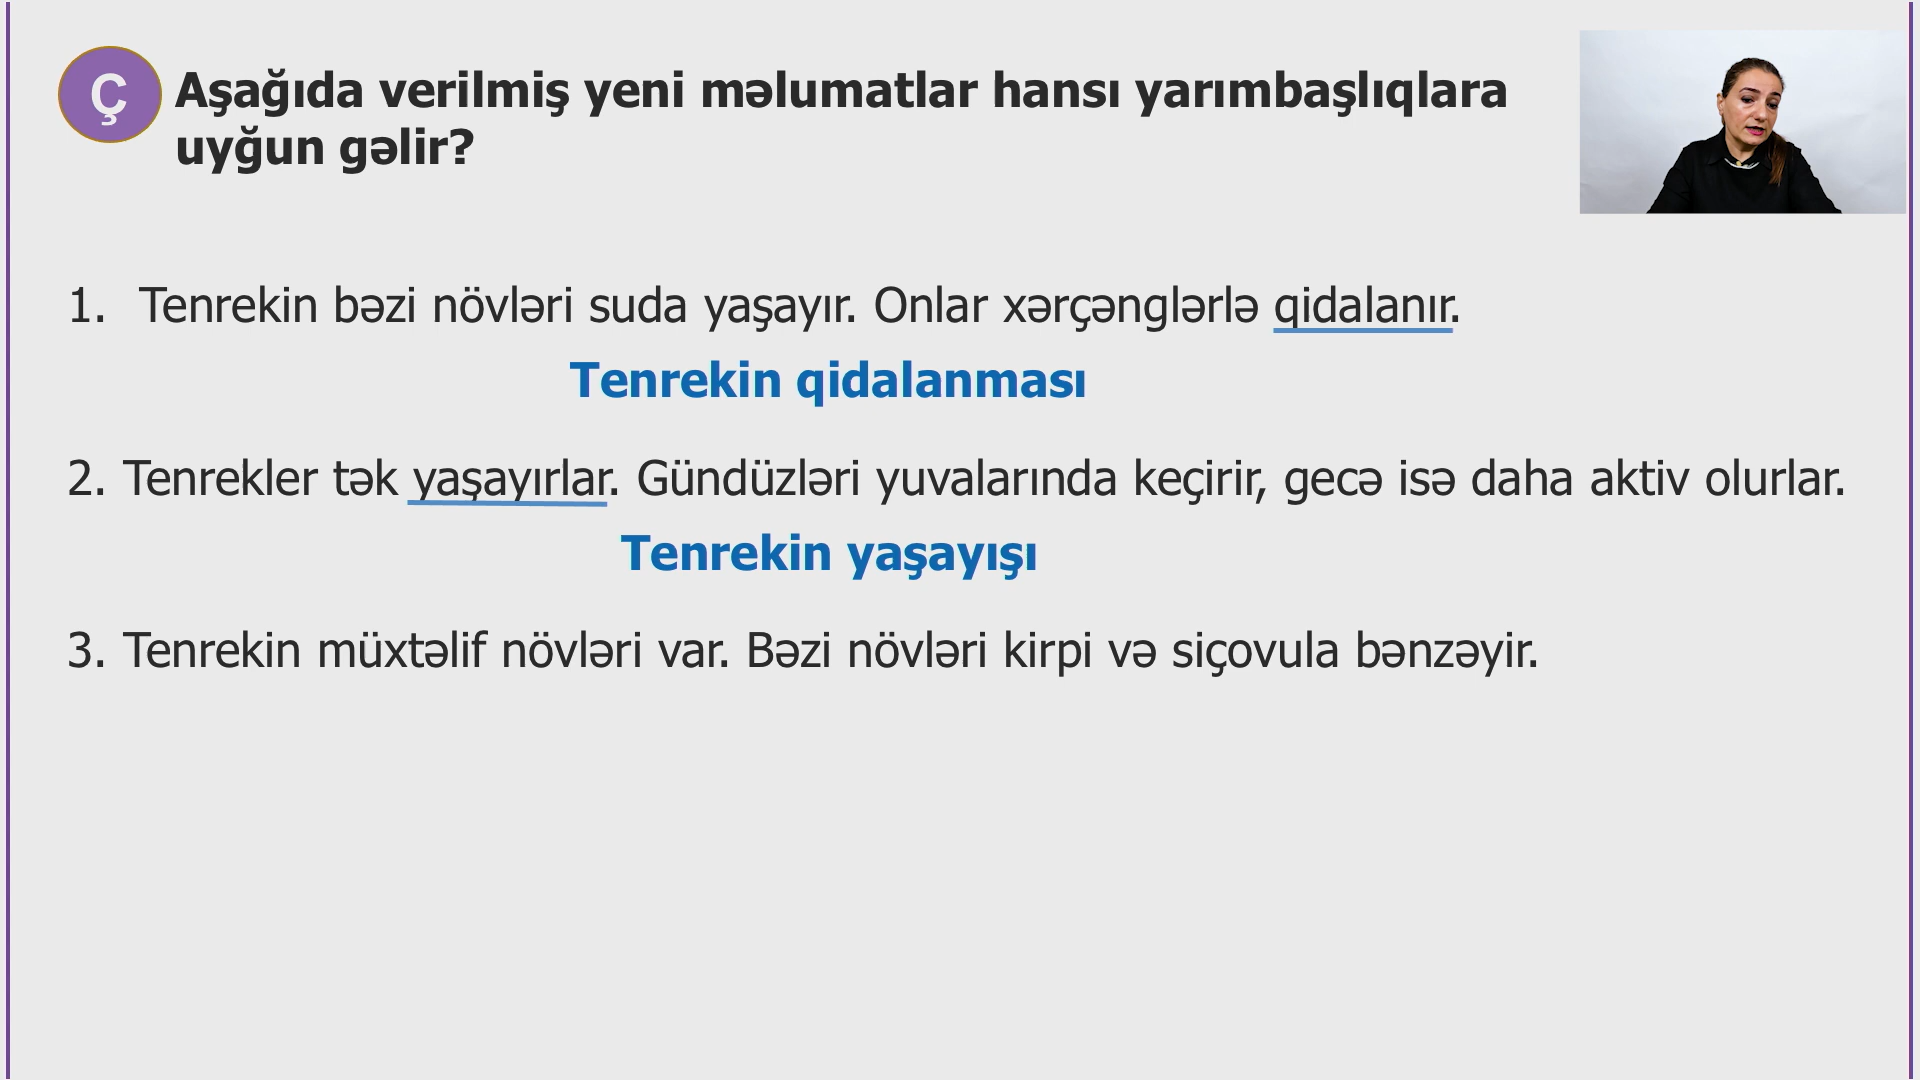 Ç
Aşağıda verilmiş yeni məlumatlar hansı yarımbaşlıqlara
uyğun gəlir?
1. Tenrekin bəzi növləri suda yaşayır. Onlar xərçənglərlə qidalanır.
Tenrekin qidalanması
2. Tenrekler tək yaşayırlar. Gündüzləri yuvalarında keçirir, gecə isə daha aktiv olurlar.
Tenrekin yaşayışı
3. Tenrekin müxtəlif növləri var. Bəzi növləri kirpi və siçovula bənzəyir.